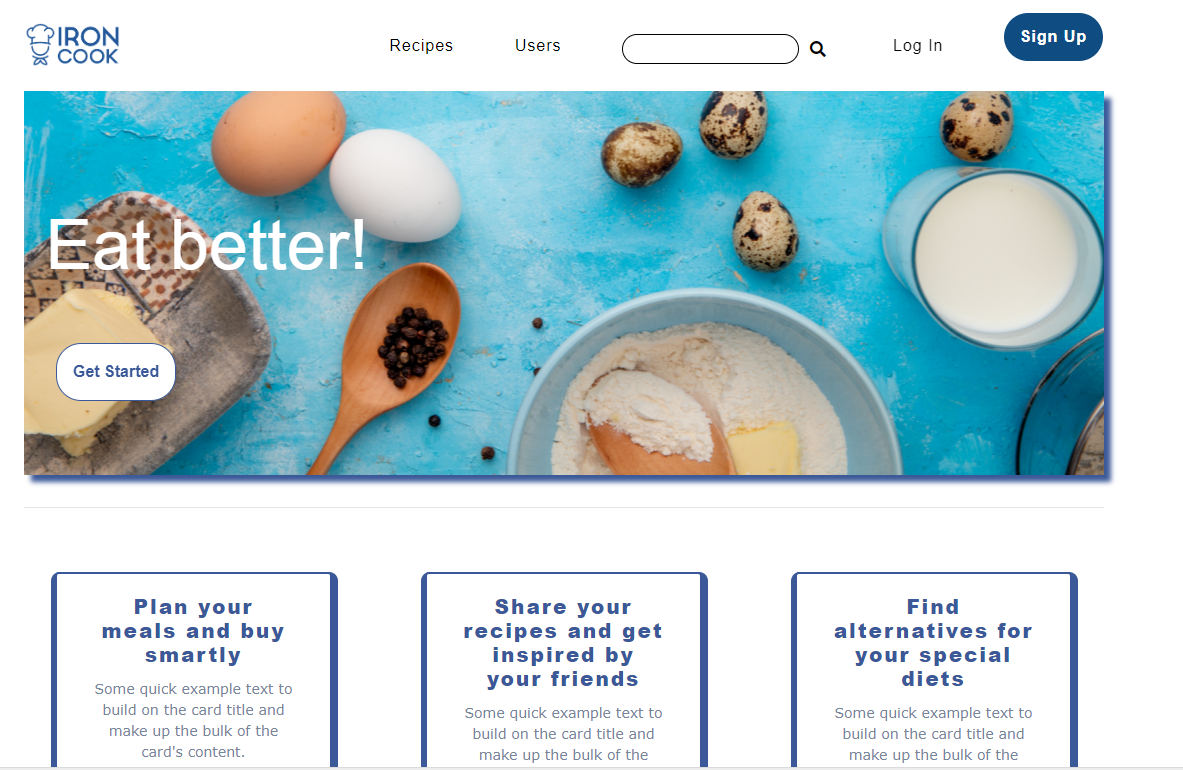 IRON
COOK
Recipes
Users
Log In
Sign Up
Eat better!
Get Started
Plan your
meals and buy
smartly
Some quick example text to
build on the card title and
make up the bulk of the
card's content.
Share your
recipes and get
inspired by
your friends
Some quick example text to
build on the card title and
make up the bulk of the
Find
alternatives for
your special
diets
Some quick example text to
build on the card title and
make up the bulk of the